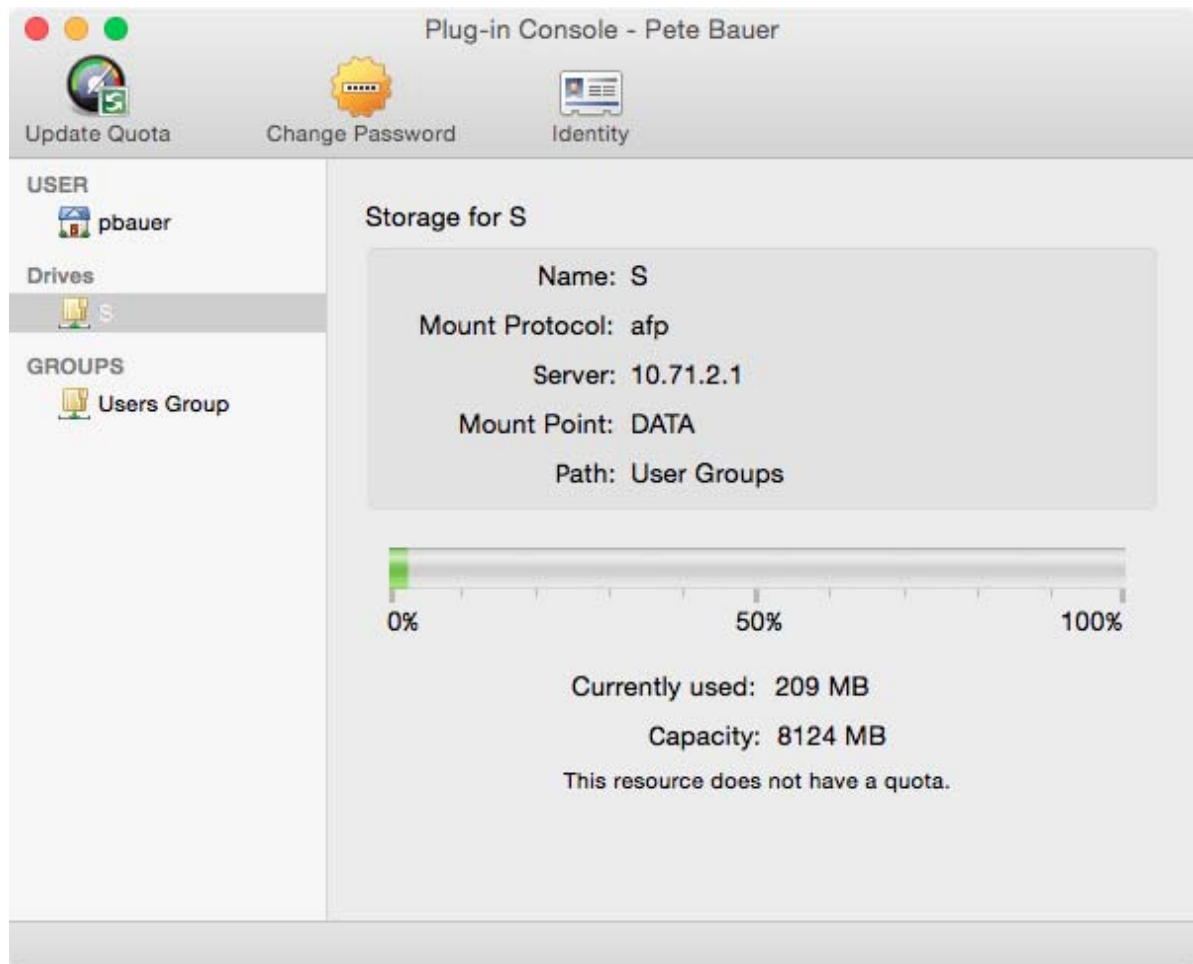 Plug-in Console - Pete Bauer
Update Quota
Change Password
Identity
USER
pbauer
Drives
S
GROUPS
Users Group
Storage for S
Name: S
Mount Protocol: afp
Server: 10.71.2.1
Mount Point: DATA
Path: User Groups
0% 50% 100%
Currently used: 209 MB
Capacity: 8124 MB
This resource does not have a quota.